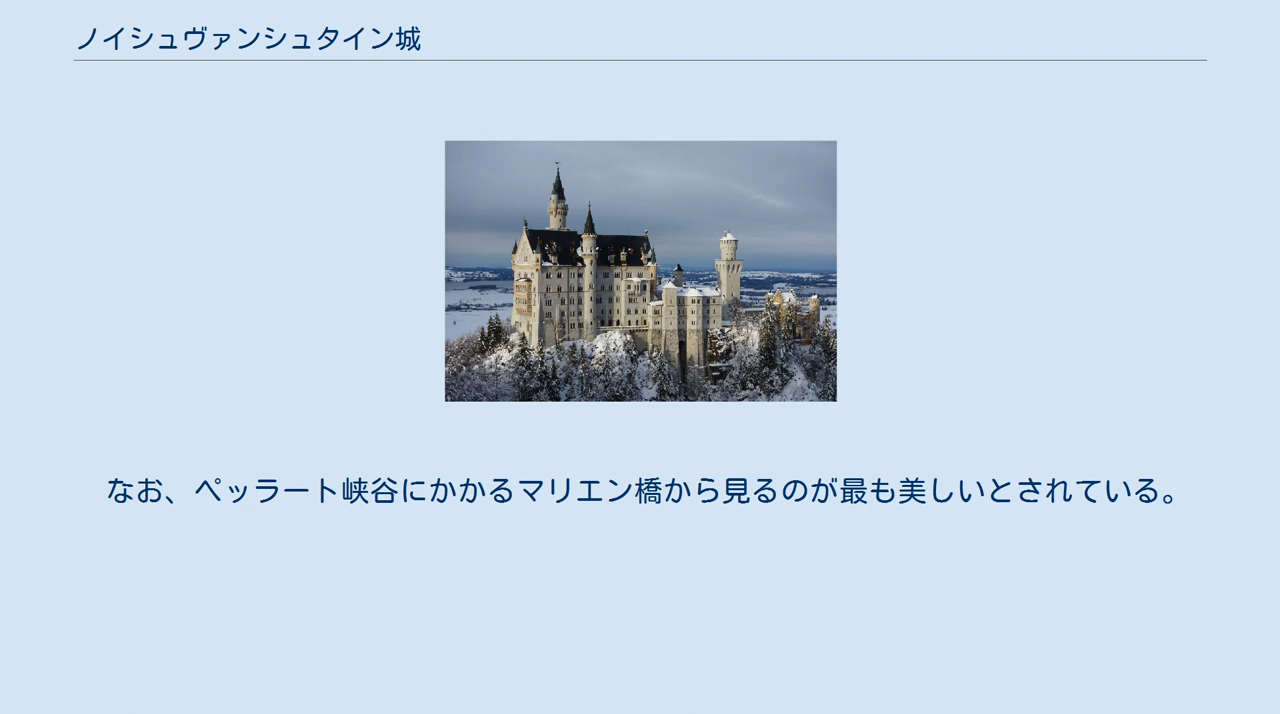 ノイシュヴァンシュタイン城
なお、ペッラート峡谷にかかるマリエン橋から見るのが最も美しいとされている。